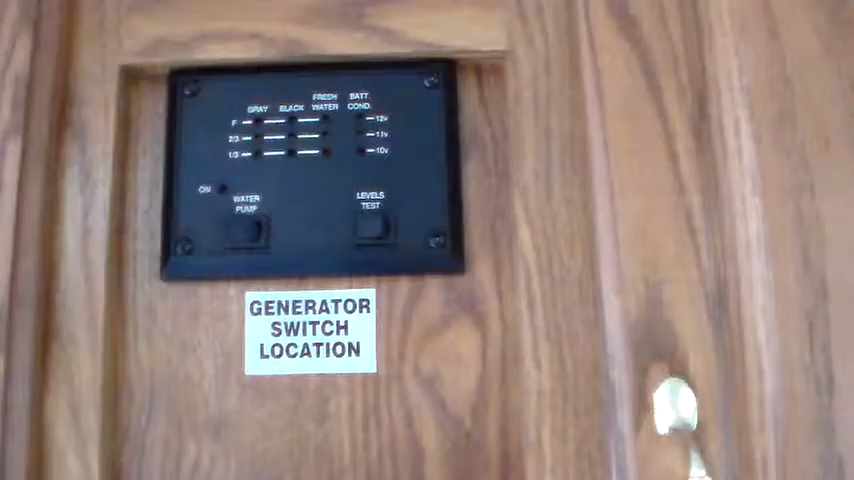 GRAY BLACK FRESH WATER BATT. COND.
F 12v
2/3 11v
1/3 10v
ON
WATER PUMP
LEVELS TEST
GENERATOR
SWITCH
LOCATION